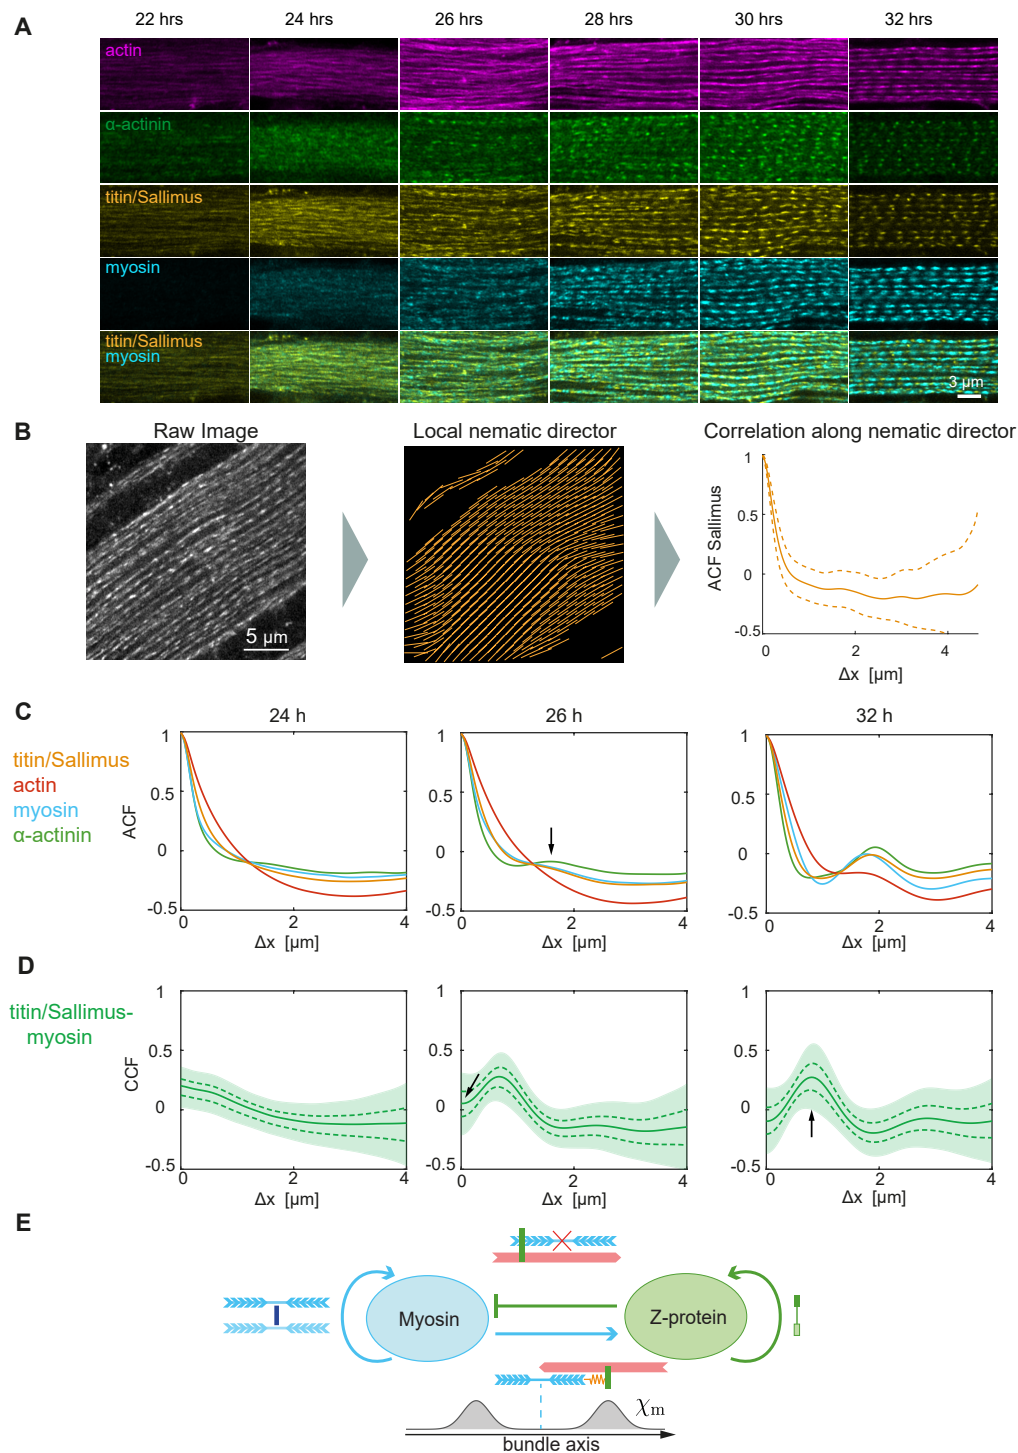 A
22 hrs 24 hrs 26 hrs 28 hrs 30 hrs 32 hrs
actin
α-actinin
titin/Sallimus
myosin
titin/Sallimus
myosin
3 µm
B
Raw Image
Local nematic director
Correlation along nematic director
5 µm
ACF Sallimus
1
0.5
0
-0.5
0 2 4
Δx [µm]
C
24 h 26 h 32 h
titin/Sallimus
actin
myosin
α-actinin
ACF
1
0.5
0
-0.5
0 2 4
Δx [µm]
1
0.5
0
-0.5
0 2 4
Δx [µm]
1
0.5
0
-0.5
0 2 4
Δx [µm]
D
titin/Sallimus-
myosin
CCF
1
0.5
0
-0.5
0 2 4
Δx [µm]
1
0.5
0
-0.5
0 2 4
Δx [µm]
1
0.5
0
-0.5
0 2 4
Δx [µm]
E
Myosin
Z-protein
χm
bundle axis